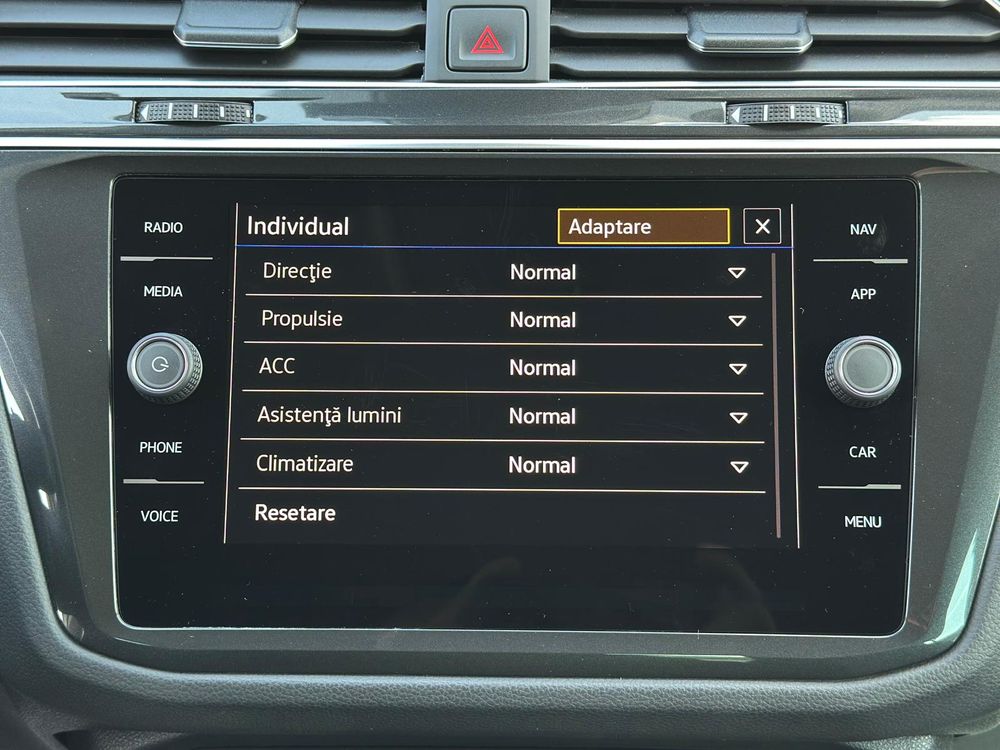 RADIO
MEDIA
PHONE
VOICE
Individual Adaptare
Direcţie Normal
Propulsie Normal
ACC Normal
Asistenţă lumini Normal
Climatizare Normal
Resetare
NAV
APP
CAR
MENU